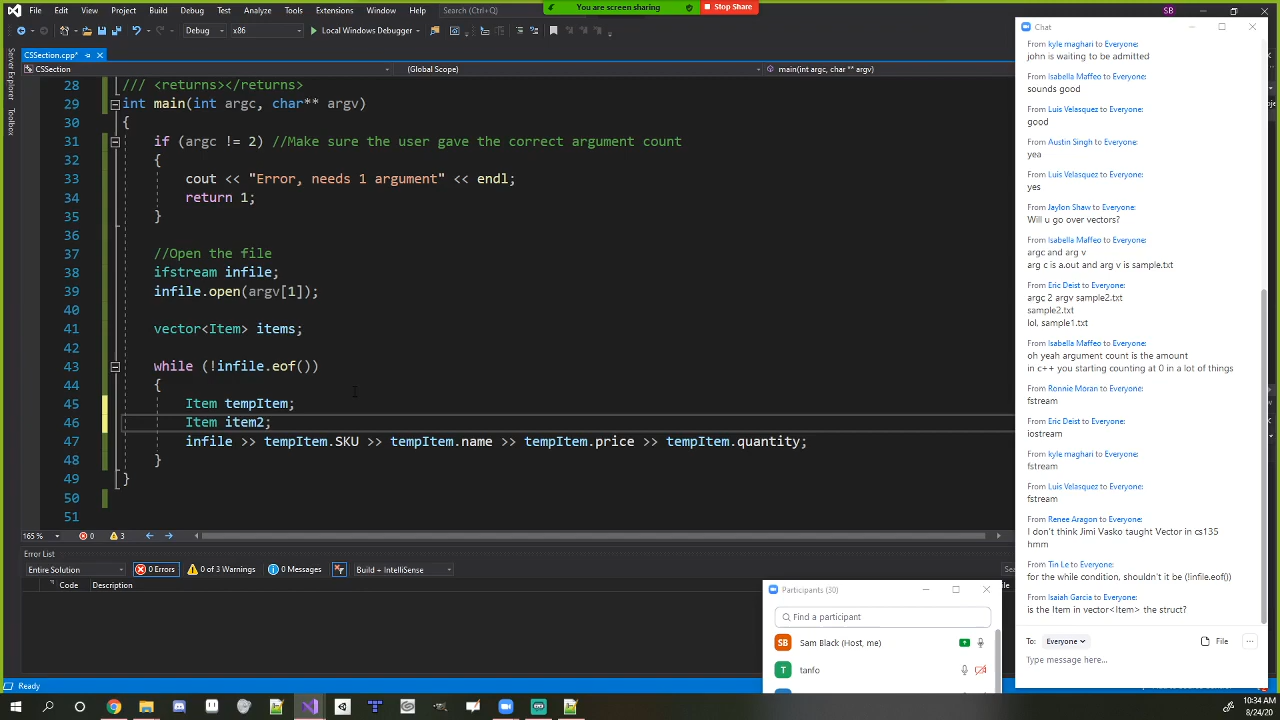 You are screen sharing
Stop Share
File Edit View Git Project Build Debug Test Analyze Tools Extensions Window Help Search (Ctrl+Q)
SB
Debug x64 Local Windows Debugger
CSSection.cpp*
CSSection (Global Scope) main(int argc, char ** argv)
Server Explorer
Toolbox
28 /// <returns></returns>
29 int main(int argc, char** argv)
30 {
31 if (argc != 2) //Make sure the user gave the correct argument count
32 {
33 cout << "Error, needs 1 argument" << endl;
34 return 1;
35 }
36
37 //Open the file
38 ifstream infile;
39 infile.open(argv[1]);
40
41 vector<Item> items;
42
43 while (!infile.eof())
44 {
45 Item tempItem;
46 Item item2;
47 infile >> tempItem.SKU >> tempItem.name >> tempItem.price >> tempItem.quantity;
48 }
49 }
50
51
165 % 0 3
Error List
Entire Solution 0 Errors 0 of 3 Warnings 0 Messages Build + IntelliSense
Code Description
Ready
Participants (30)
Find a participant
SB Sam Black (Host, me)
T tanfo
Chat
From kyle maghari to Everyone:
john is waiting to be admitted
From Isabella Maffeo to Everyone:
sounds good
From Luis Velasquez to Everyone:
good
From Austin Singh to Everyone:
yea
From Luis Velasquez to Everyone:
yes
From Jaylon Shaw to Everyone:
Will u go over vectors?
From Isabella Maffeo to Everyone:
argc and arg v
arg c is a.out and arg v is sample.txt
From Eric Deist to Everyone:
argc 2 argv sample2.txt
sample2.txt
lol, sample1.txt
From Isabella Maffeo to Everyone:
oh yeah argument count is the amount
in c++ you starting counting at 0 in a lot of things
From Ronnie Moran to Everyone:
fstream
From Eric Deist to Everyone:
iostream
From kyle maghari to Everyone:
fstream
From Luis Velasquez to Everyone:
fstream
From Renee Aragon to Everyone:
I don't think Jimi Vasko taught Vector in cs135
hmm
From Tin Le to Everyone:
for the while condition, shouldn't it be (!infile.eof())
From Isaiah Garcia to Everyone:
is the Item in vector<Item> the struct?
To: Everyone File
Type message here...
10:34 AM
8/24/20